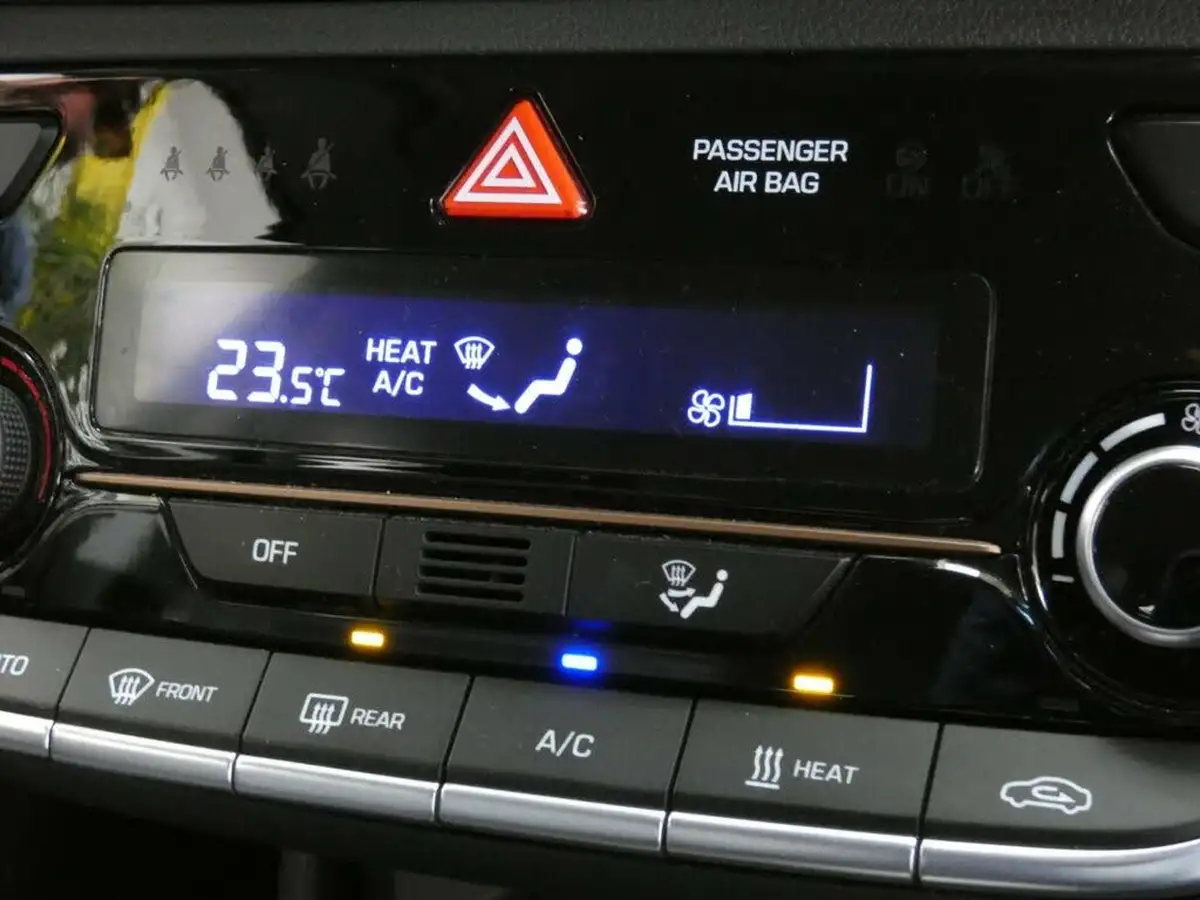 PASSENGER
AIR BAG
23.5°C
HEAT
A/C
OFF
FRONT
REAR
A/C
HEAT